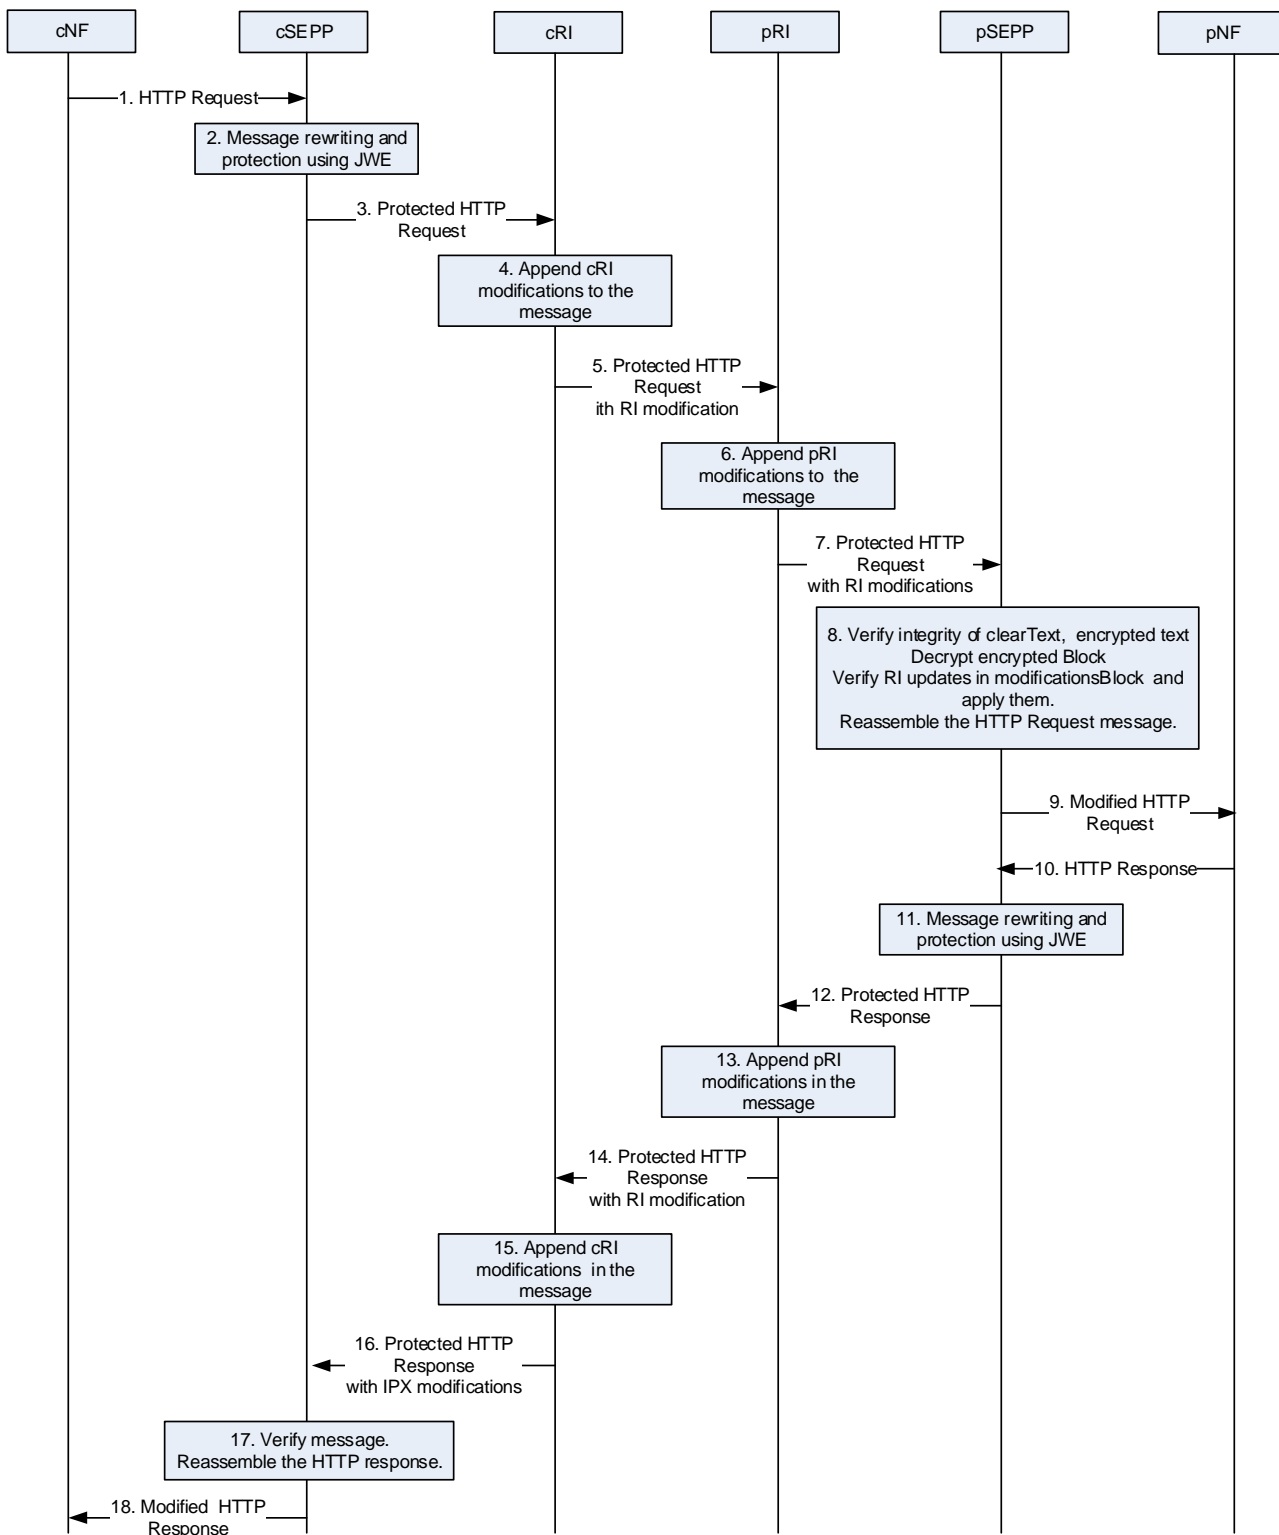 cNF
cSEPP
cRI
pRI
pSEPP
pNF
1. HTTP Request
2. Message rewriting and
protection using JWE
3. Protected HTTP
Request
4. Append cRI
modifications to the
message
5. Protected HTTP
Request
ith RI modification
6. Append pRI
modifications to the
message
7. Protected HTTP
Request
with RI modifications
8. Verify integrity of clearText, encrypted text
Decrypt encrypted Block
Verify RI updates in modificationsBlock and
apply them.
Reassemble the HTTP Request message.
9. Modified HTTP
Request
10. HTTP Response
11. Message rewriting and
protection using JWE
12. Protected HTTP
Response
13. Append pRI
modifications in the
message
14. Protected HTTP
Response
with RI modification
15. Append cRI
modifications in the
message
16. Protected HTTP
Response
with IPX modifications
17. Verify message.
Reassemble the HTTP response.
18. Modified HTTP
Response